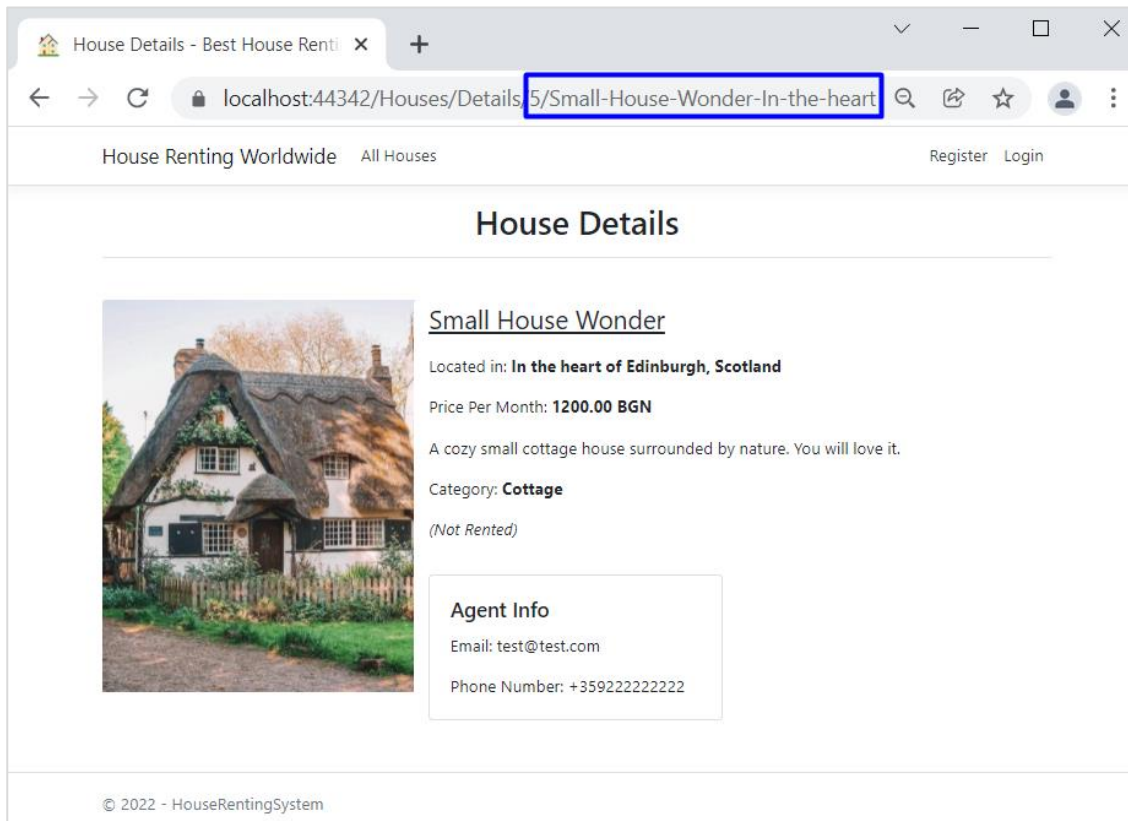 House Details - Best House Renti
localhost:44342/Houses/Details/5/Small-House-Wonder-In-the-heart
House Renting Worldwide All Houses Register Login
House Details
Small House Wonder
Located in: In the heart of Edinburgh, Scotland
Price Per Month: 1200.00 BGN
A cozy small cottage house surrounded by nature. You will love it.
Category: Cottage
(Not Rented)
Agent Info
Email: test@test.com
Phone Number: +359222222222
© 2022 - HouseRentingSystem